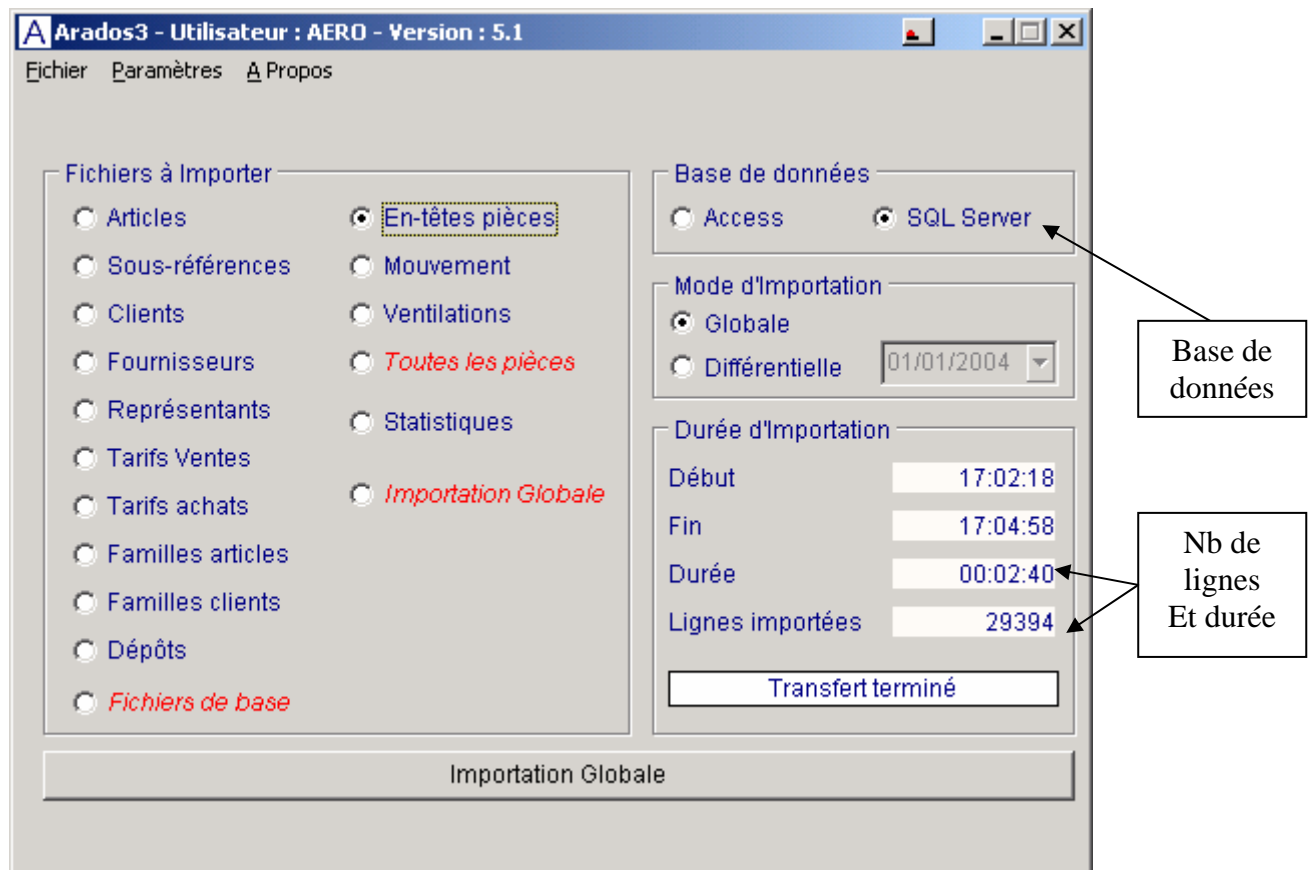 Arados3 - Utilisateur : AERO - Version : 5.1
Fichier Paramètres A Propos
Fichiers à Importer
Articles
Sous-références
Clients
Fournisseurs
Représentants
Tarifs Ventes
Tarifs achats
Familles articles
Familles clients
Dépôts
Fichiers de base
En-têtes pièces
Mouvement
Ventilations
Toutes les pièces
Statistiques
Importation Globale
Base de données
Access SQL Server
Mode d'Importation
Globale
Différentielle 01/01/2004
Durée d'Importation
Début 17:02:18
Fin 17:04:58
Durée 00:02:40
Lignes importées 29394
Transfert terminé
Importation Globale
Base de
données
Nb de
lignes
Et durée